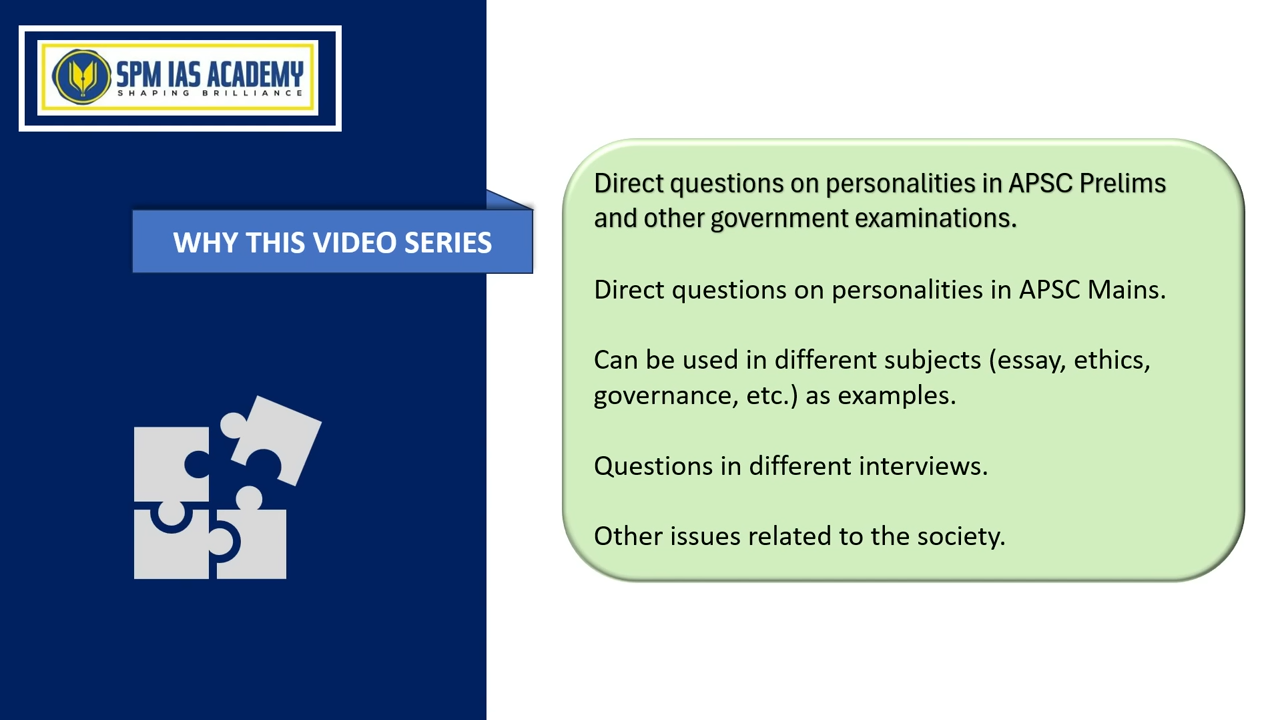 SPM IAS ACADEMY
SHAPING BRILLIANCE
WHY THIS VIDEO SERIES
Direct questions on personalities in APSC Prelims
and other government examinations.
Direct questions on personalities in APSC Mains.
Can be used in different subjects (essay, ethics,
governance, etc.) as examples.
Questions in different interviews.
Other issues related to the society.